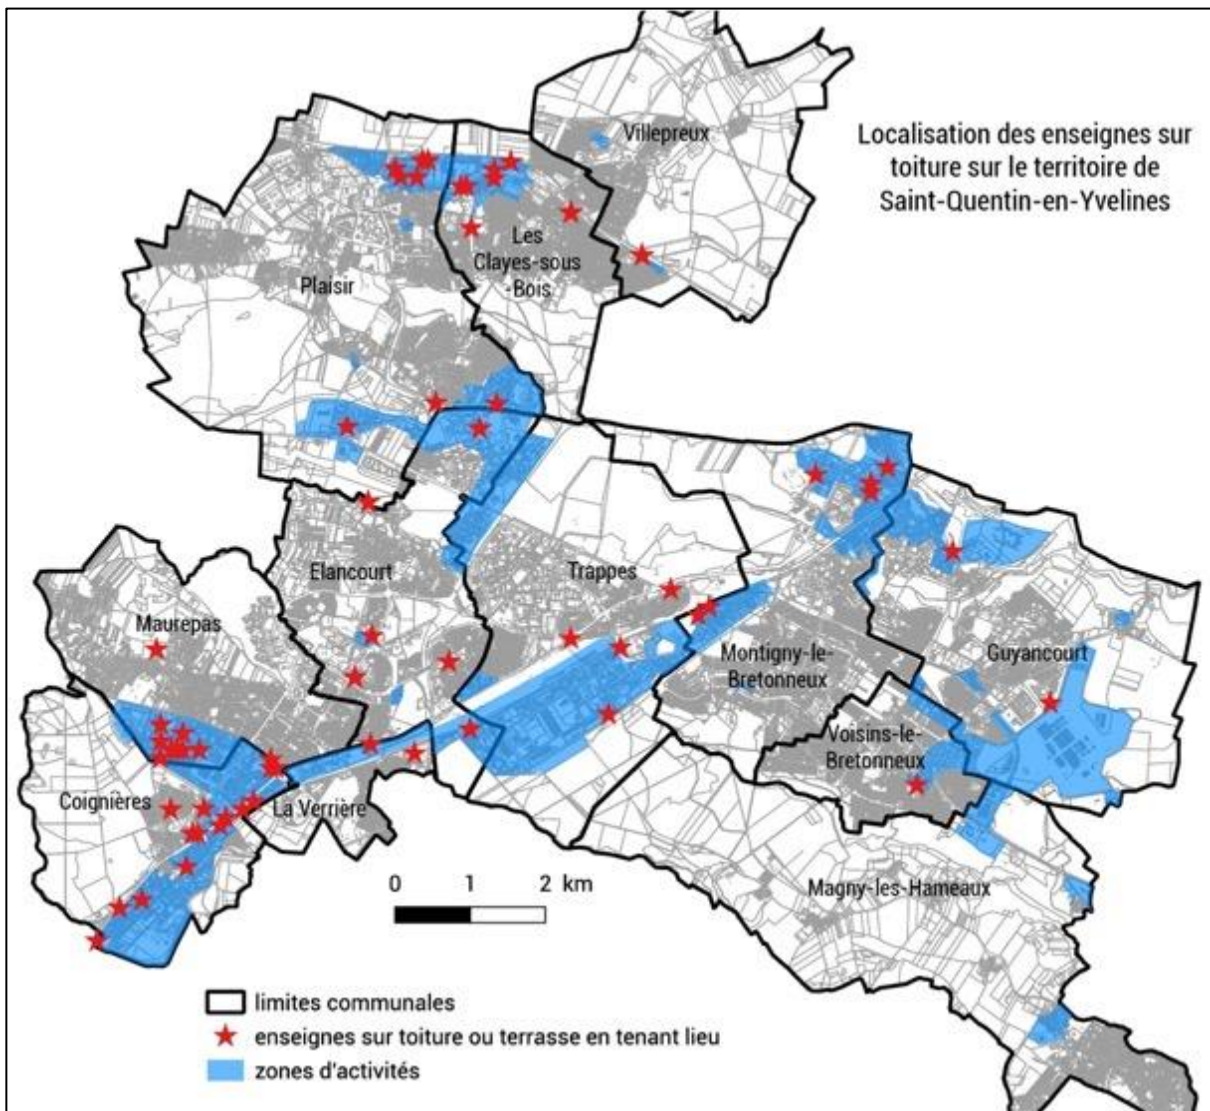 Localisation des enseignes sur
toiture sur le territoire de
Saint-Quentin-en-Yvelines
Villepreux
Les
Clayes-sous
-Bois
Plaisir
Elancourt
Trappes
Maurepas
Montigny-le-
Bretonneux
Guyancourt
Voisins-le-
Bretonneux
Coignières
La Verrière
Magny-les-Hameaux
0 1 2 km
limites communales
enseignes sur toiture ou terrasse en tenant lieu
zones d'activités